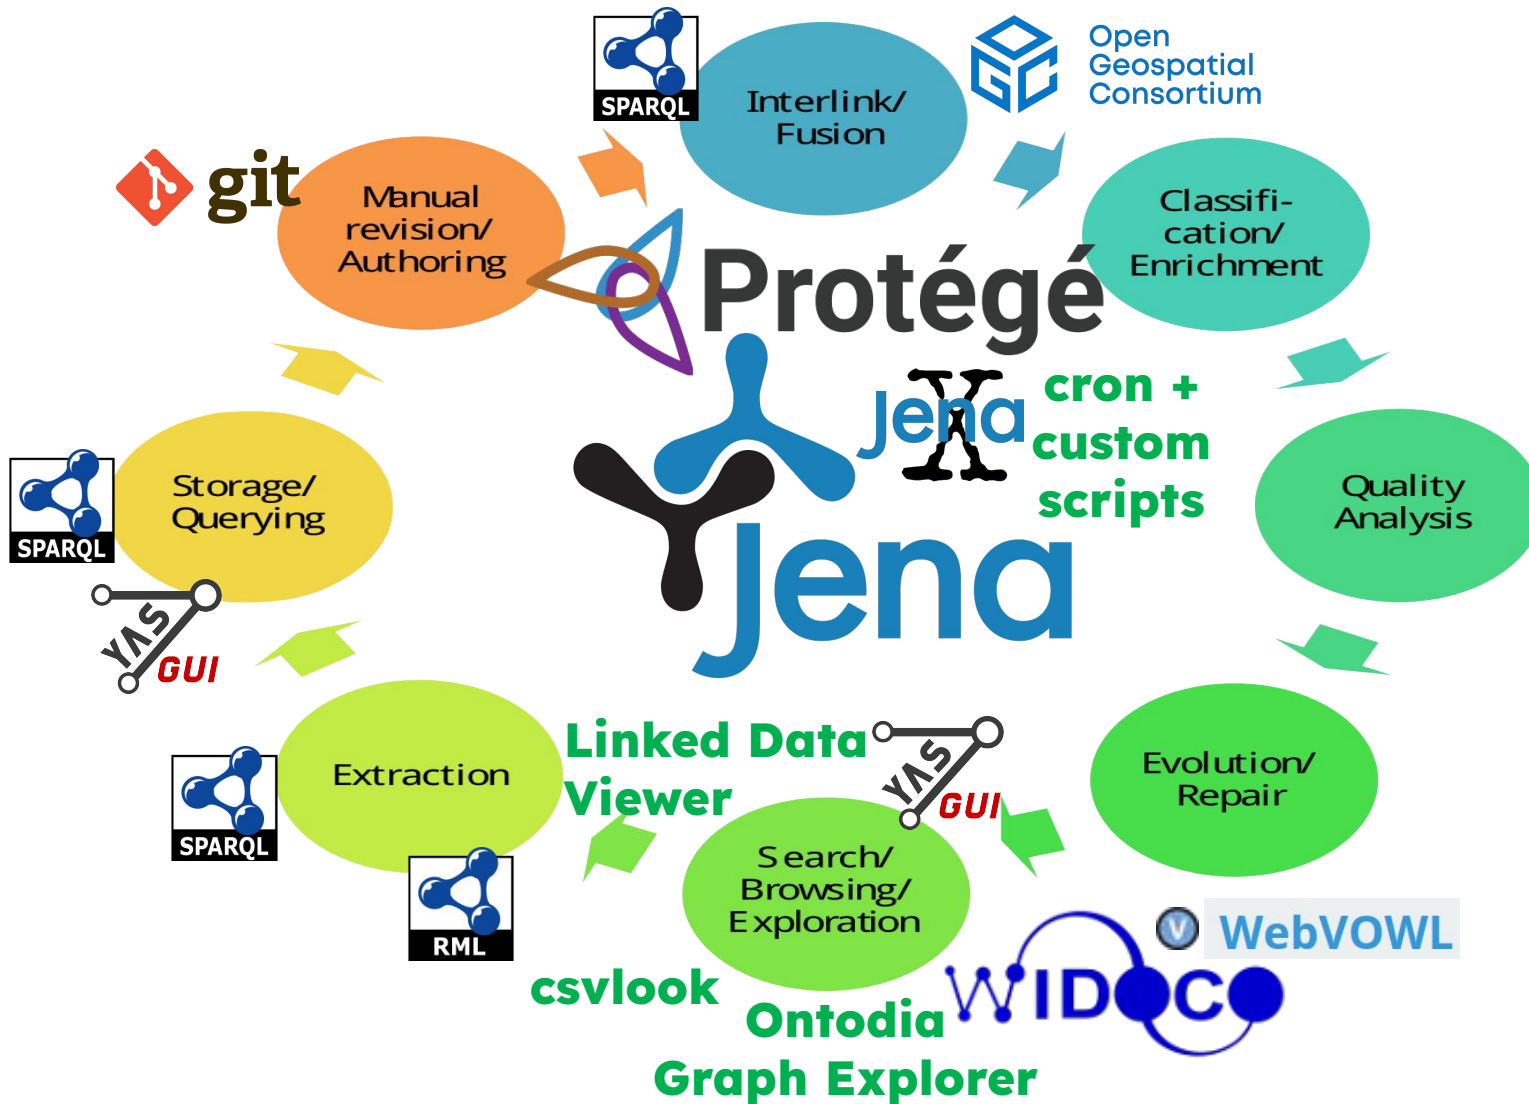 SPARQL
Interlink/
Fusion
OGC
Open
Geospatial
Consortium
git
Manual
revision/
Authoring
Classifi-
cation/
Enrichment
Protégé
Jena
X
cron +
custom
scripts
SPARQL
Storage/
Querying
Jena
Quality
Analysis
YAS
GUI
Extraction
SPARQL
RML
Linked Data
Viewer
YAS
GUI
Evolution/
Repair
Search/
Browsing/
Exploration
csvlook
Ontodia
Graph Explorer
V
WebVOWL
WIDOCO